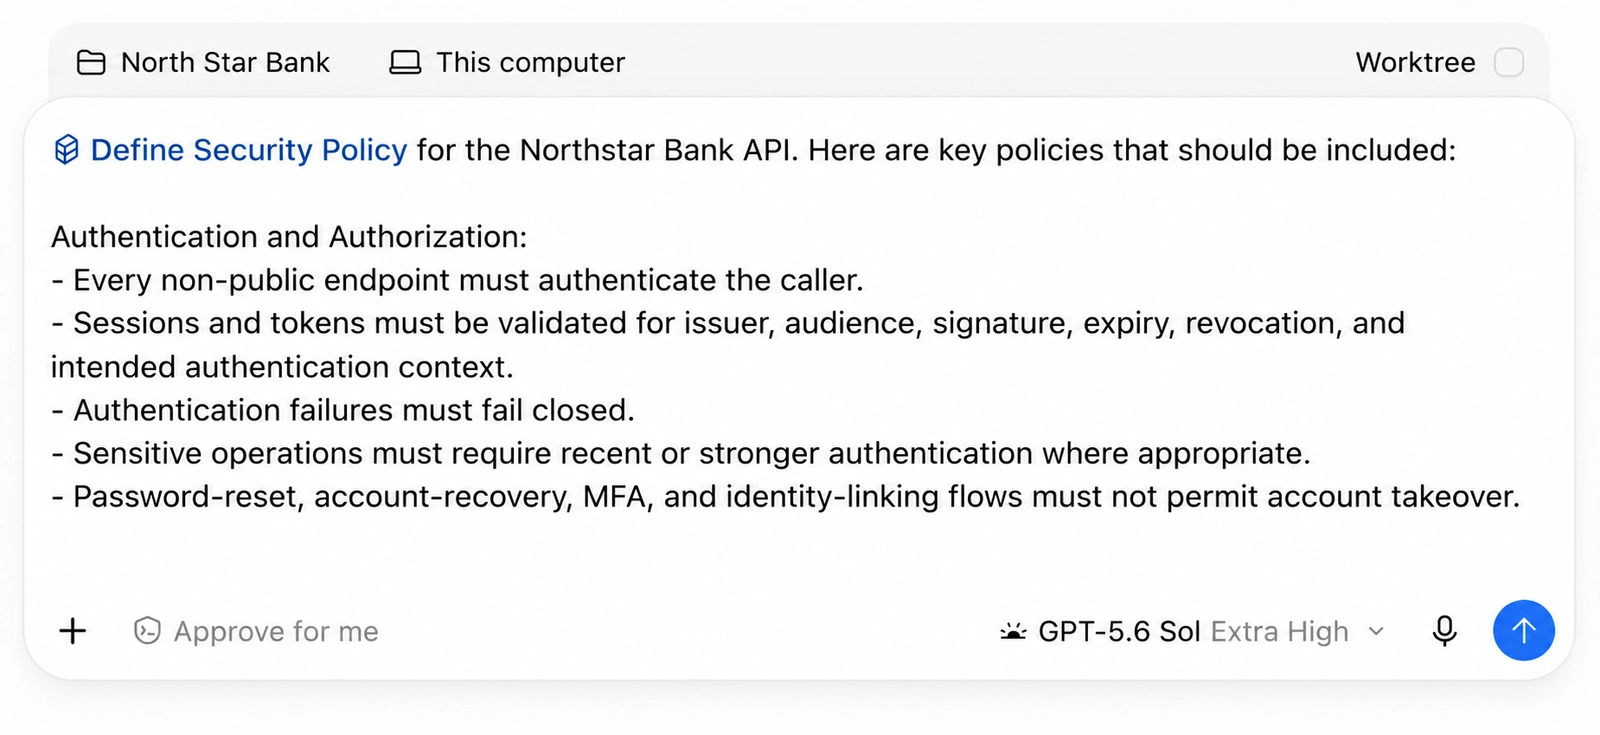 North Star Bank This computer Worktree
Define Security Policy for the Northstar Bank API. Here are key policies that should be included:
Authentication and Authorization:
- Every non-public endpoint must authenticate the caller.
- Sessions and tokens must be validated for issuer, audience, signature, expiry, revocation, and
intended authentication context.
- Authentication failures must fail closed.
- Sensitive operations must require recent or stronger authentication where appropriate.
- Password-reset, account-recovery, MFA, and identity-linking flows must not permit account takeover.
Approve for me GPT-5.6 Sol Extra High